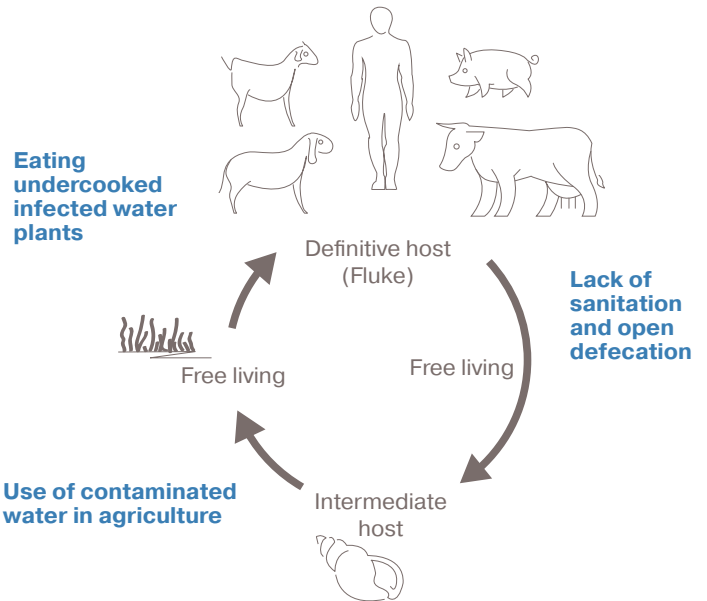 Eating
undercooked
infected water
plants
Definitive host
(Fluke)
Lack of
sanitation
and open
defecation
Free living
Free living
Use of contaminated
water in agriculture
Intermediate
host